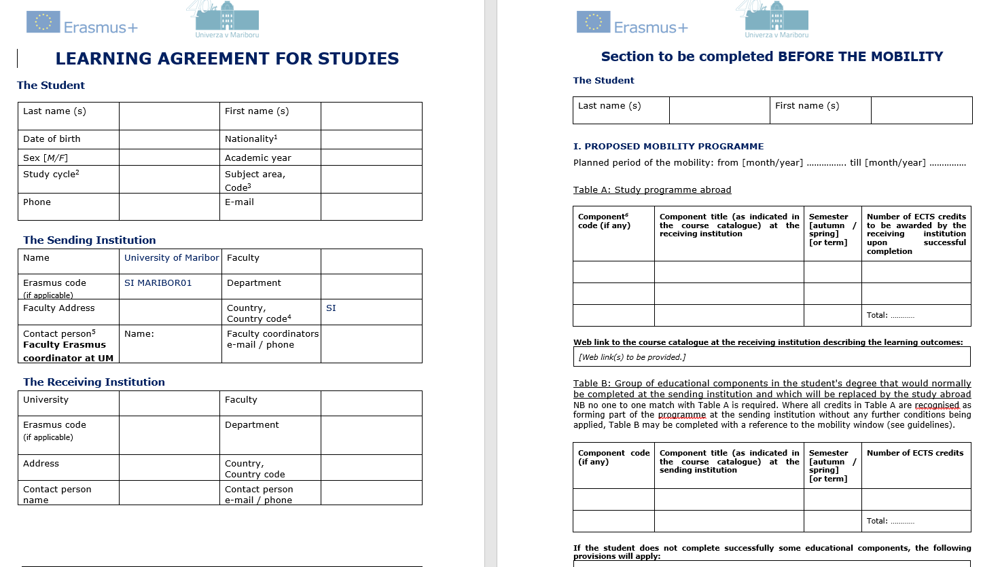 Erasmus+
40let
Univerza v Mariboru
LEARNING AGREEMENT FOR STUDIES
The Student
Last name (s) First name (s)
Date of birth Nationality1
Sex [M/F] Academic year
Study cycle2 Subject area,
Code3
Phone E-mail
The Sending Institution
Name University of Maribor Faculty
Erasmus code SI MARIBOR01 Department
(if applicable)
Faculty Address Country, SI
Country code4
Contact person5 Name: Faculty coordinators
Faculty Erasmus e-mail / phone
coordinator at UM
The Receiving Institution
University Faculty
Erasmus code Department
(if applicable)
Address Country,
Country code
Contact person Contact person
name e-mail / phone
Erasmus+
40let
Univerza v Mariboru
Section to be completed BEFORE THE MOBILITY
The Student
Last name (s) First name (s)
I. PROPOSED MOBILITY PROGRAMME
Planned period of the mobility: from [month/year] ............... till [month/year] ...............
Table A: Study programme abroad
Component6 code (if any)
Component title (as indicated in
the course catalogue) at the
receiving institution
Semester
[autumn /
spring]
[or term]
Number of ECTS credits
to be awarded by the
receiving institution
upon successful
completion
Total: ............
Web link to the course catalogue at the receiving institution describing the learning outcomes:
[Web link(s) to be provided.]
Table B: Group of educational components in the student's degree that would normally
be completed at the sending institution and which will be replaced by the study abroad
NB no one to one match with Table A is required. Where all credits in Table A are recognised as
forming part of the programme at the sending institution without any further conditions being
applied, Table B may be completed with a reference to the mobility window (see guidelines).
Component code
(if any)
Component title (as indicated in
the course catalogue) at the
sending institution
Semester
[autumn /
spring]
[or term]
Number of ECTS credits
Total: ............
If the student does not complete successfully some educational components, the following
provisions will apply: